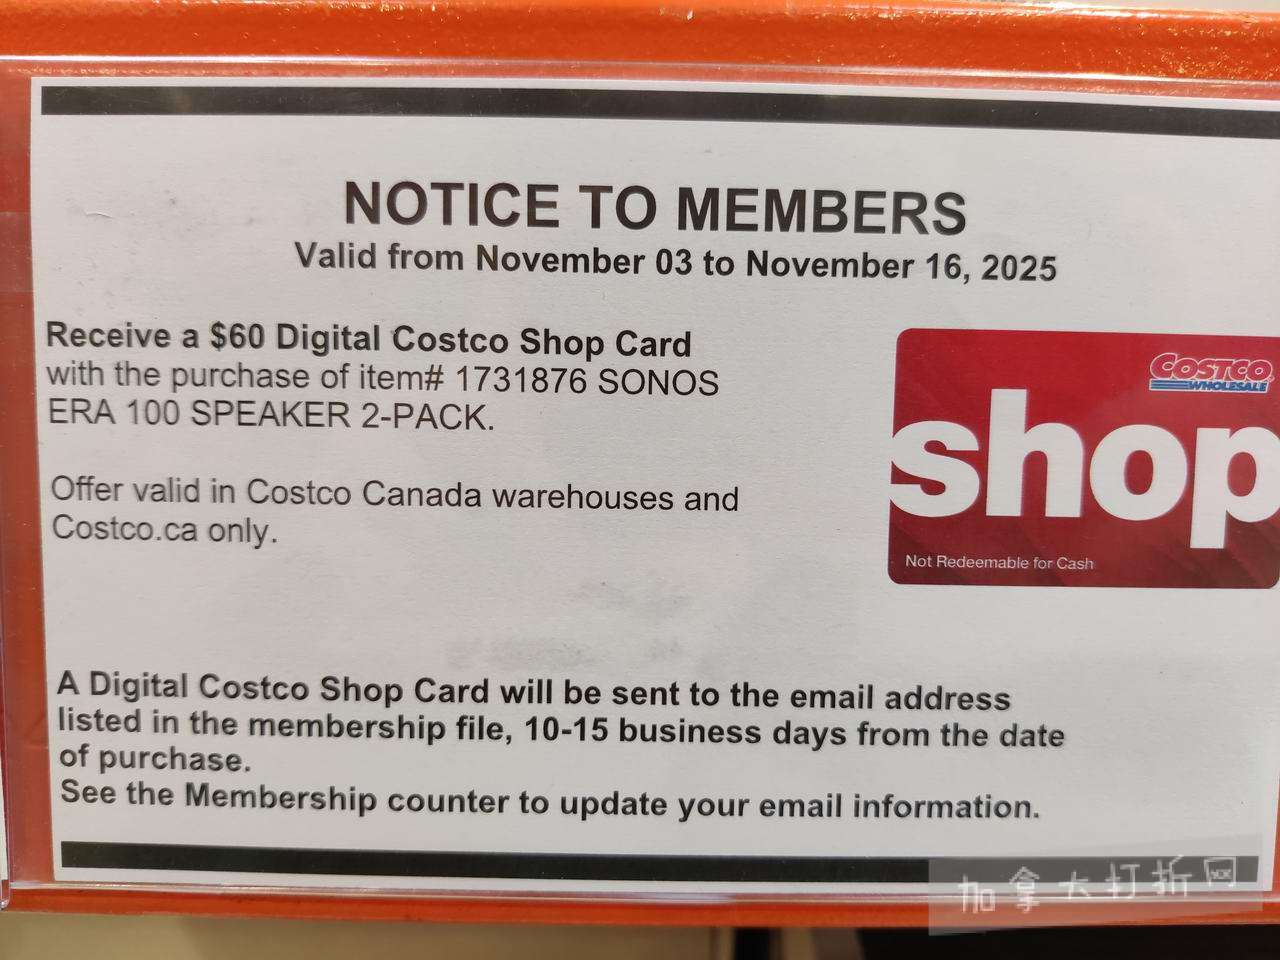 NOTICE TO MEMBERS
Valid from November 03 to November 16, 2025
Receive a $60 Digital Costco Shop Card
with the purchase of item# 1731876 SONOS
ERA 100 SPEAKER 2-PACK.
Offer valid in Costco Canada warehouses and
Costco.ca only.
COSTCO
WHOLESALE
shop
Not Redeemable for Cash
A Digital Costco Shop Card will be sent to the email address
listed in the membership file, 10-15 business days from the date
of purchase.
See the Membership counter to update your email information.
加拿大打折网